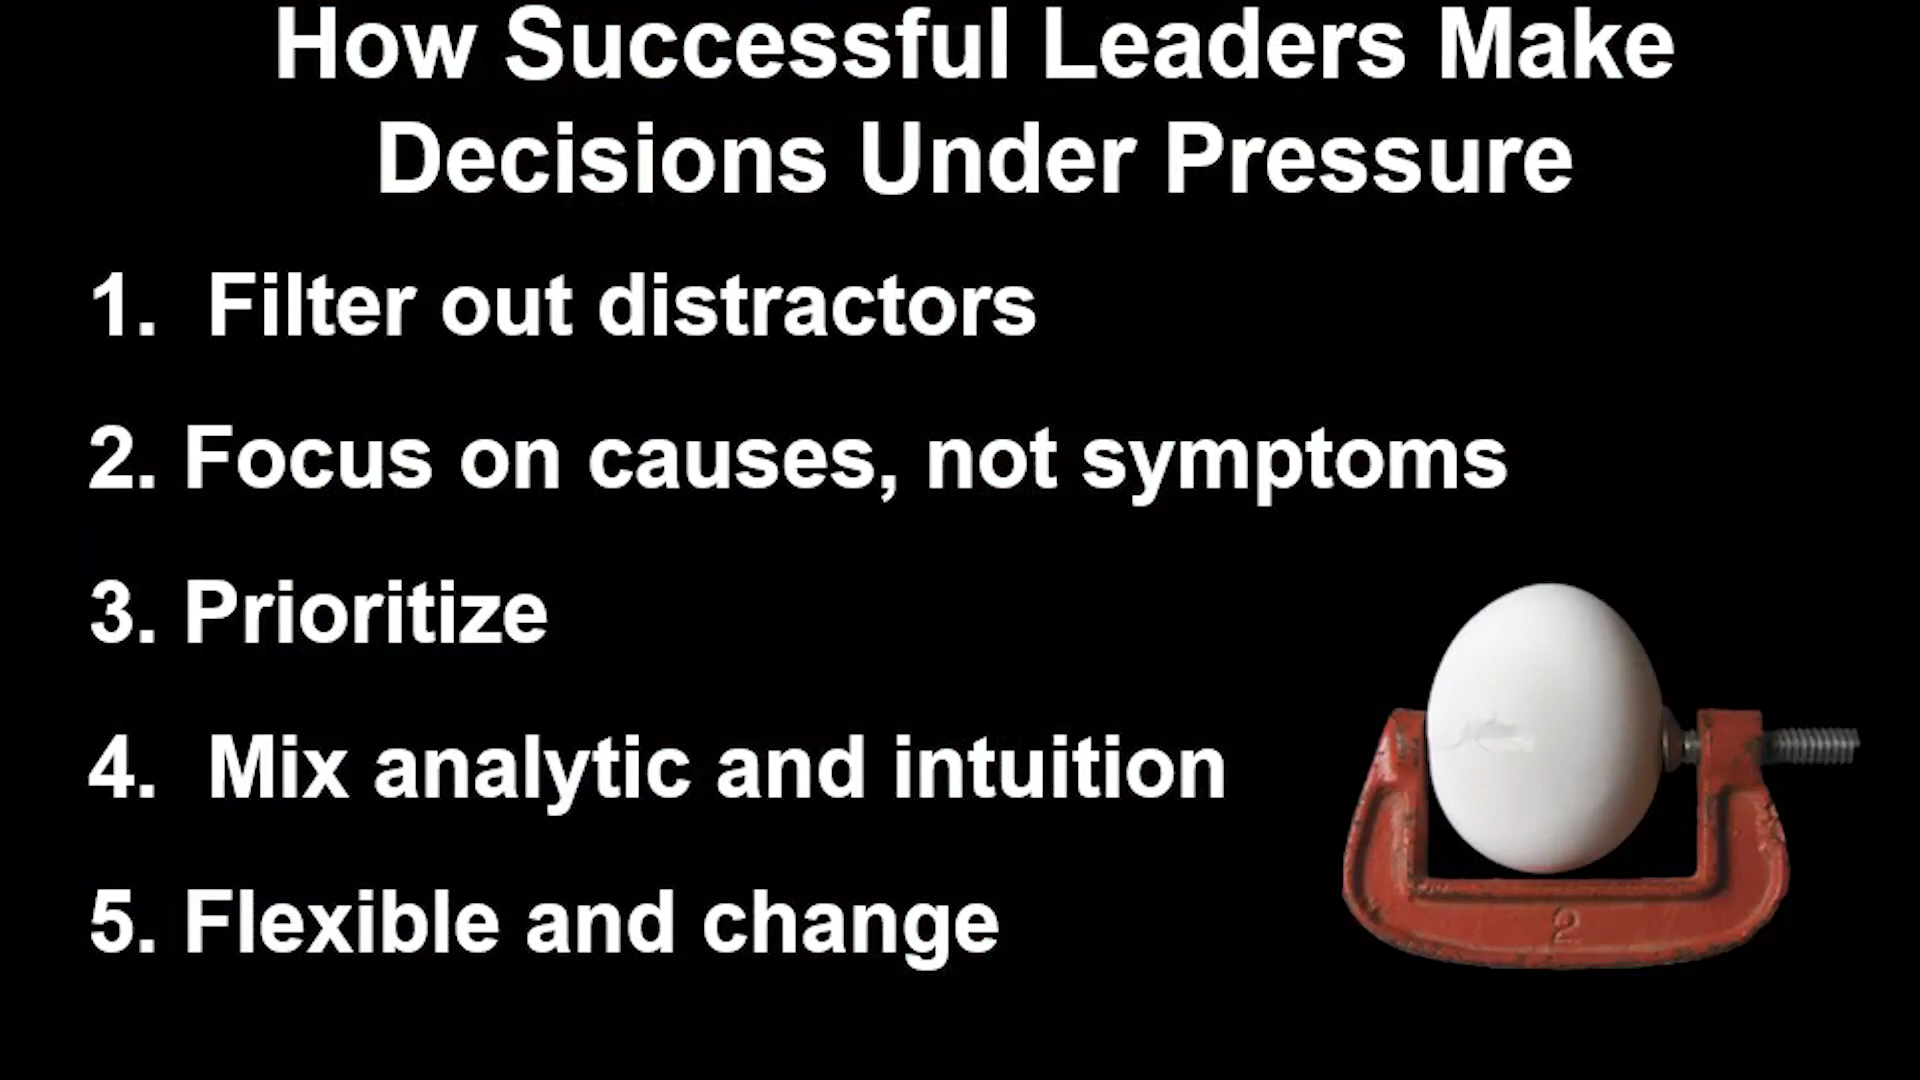 How Successful Leaders Make
Decisions Under Pressure
1. Filter out distractors
2. Focus on causes, not symptoms
3. Prioritize
4. Mix analytic and intuition
5. Flexible and change
2